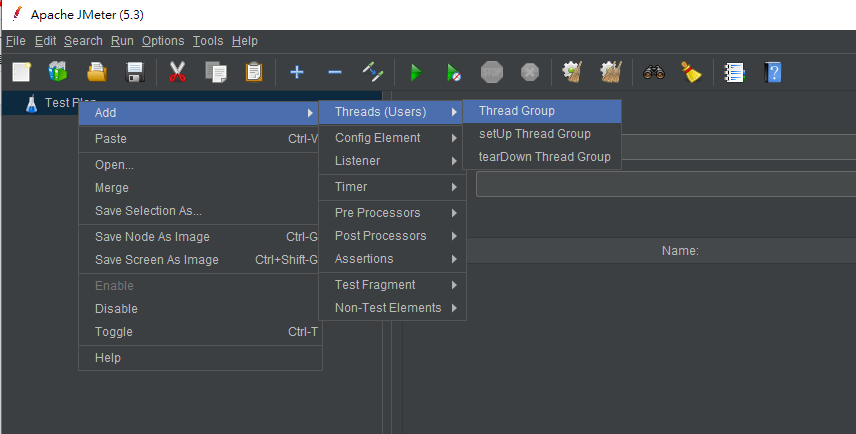 Apache JMeter (5.3)
File Edit Search Run Options Tools Help
Test Plan
Add
Paste Ctrl-V
Open...
Merge
Save Selection As...
Save Node As Image Ctrl-G
Save Screen As Image Ctrl+Shift-G
Enable
Disable
Toggle Ctrl-T
Help
Threads (Users)
Config Element
Listener
Timer
Pre Processors
Post Processors
Assertions
Test Fragment
Non-Test Elements
Thread Group
setUp Thread Group
tearDown Thread Group
Name: